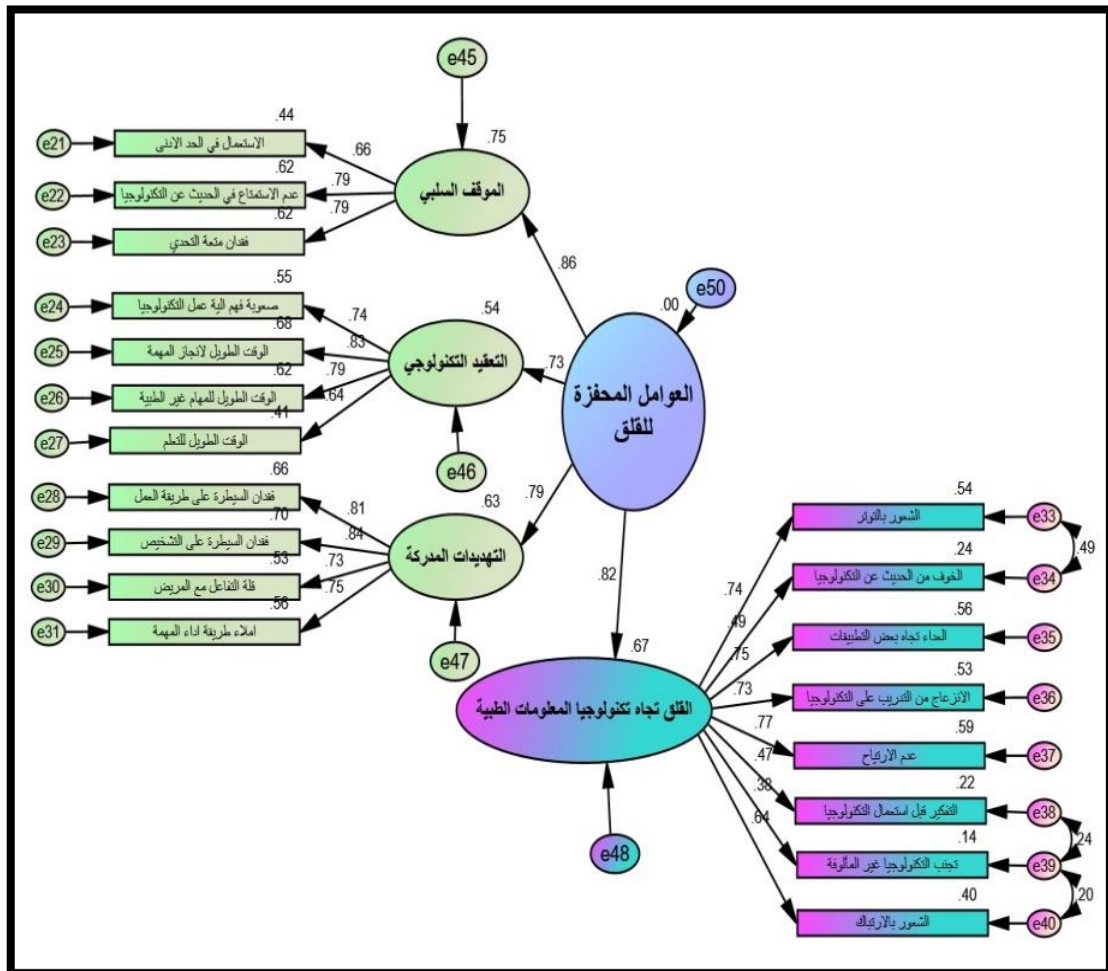 e45
.75
الموقف السلبي
.44
e21
الاستعمال في الحد الادنى
.66
.62
e22
عدم الاستمتاع في الحديث عن التكنولوجيا
.79
.62
e23
فقدان متعة التحدي
.79
.55
e24
صعوبة فهم الية عمل التكنولوجيا
.74
.68
e25
الوقت الطويل لانجاز المهمة
.83
.62
e26
الوقت الطويل للمهام غير الطبية
.79
.41
e27
الوقت الطويل للتعلم
.64
.54
التعقيد التكنولوجي
e46
.66
e28
فقدان السيطرة على طريقة العمل
.81
.70
e29
فقدان السيطرة على التشخيص
.84
.53
e30
قلة التفاعل مع المريض
.73
.56
e31
املاء طريقة اداء المهمة
.75
.63
التهديدات المدركة
e47
.86
.73
.79
.82
.00
e50
العوامل المحفزة
للقلق
.67
القلق تجاه تكنولوجيا المعلومات الطبية
e48
.54
الشعور بالتوتر
e33
.74
.49
.24
الخوف من الحديث عن التكنولوجيا
e34
.49
.56
العداء تجاه بعض التطبيقات
e35
.75
.53
الانزعاج من التدريب على التكنولوجيا
e36
.73
.59
عدم الارتياح
e37
.77
.22
التفكير قبل استعمال التكنولوجيا
e38
.47
.24
.14
تجنب التكنولوجيا غير المألوفة
e39
.38
.20
.40
الشعور بالارتباك
e40
.64